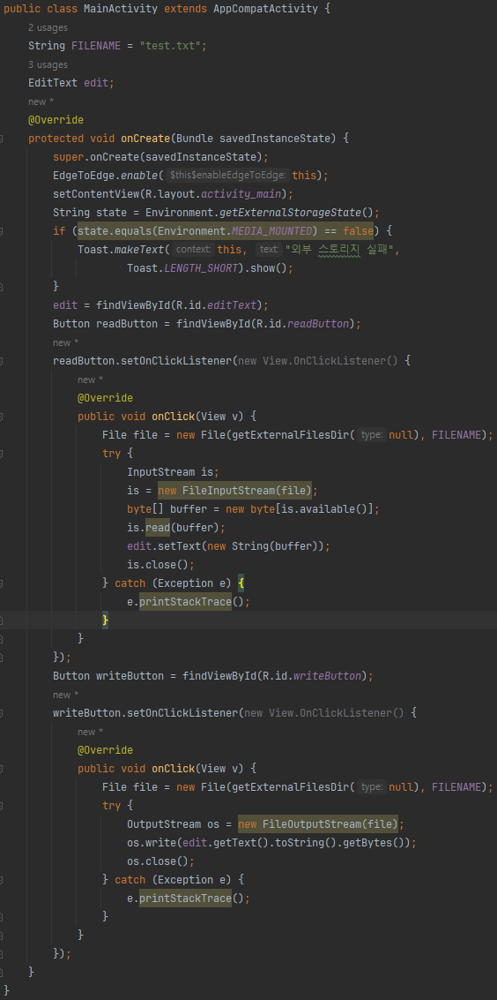 public class MainActivity extends AppCompatActivity {
2 usages
String FILENAME = "test.txt";
3 usages
EditText edit;
new *
@Override
protected void onCreate(Bundle savedInstanceState) {
super.onCreate(savedInstanceState);
EdgeToEdge.enable( $this$enableEdgeToEdge: this);
setContentView(R.layout.activity_main);
String state = Environment.getExternalStorageState();
if (state.equals(Environment.MEDIA_MOUNTED) == false) {
Toast.makeText( context: this, text: "외부 스토리지 실패",
Toast.LENGTH_SHORT).show();
}
edit = findViewById(R.id.editText);
Button readButton = findViewById(R.id.readButton);
new *
readButton.setOnClickListener(new View.OnClickListener() {
new *
@Override
public void onClick(View v) {
File file = new File(getExternalFilesDir( type: null), FILENAME);
try {
InputStream is;
is = new FileInputStream(file);
byte[] buffer = new byte[is.available()];
is.read(buffer);
edit.setText(new String(buffer));
is.close();
} catch (Exception e) {
e.printStackTrace();
}
}
});
Button writeButton = findViewById(R.id.writeButton);
new *
writeButton.setOnClickListener(new View.OnClickListener() {
new *
@Override
public void onClick(View v) {
File file = new File(getExternalFilesDir( type: null), FILENAME);
try {
OutputStream os = new FileOutputStream(file);
os.write(edit.getText().toString().getBytes());
os.close();
} catch (Exception e) {
e.printStackTrace();
}
}
});
}
}